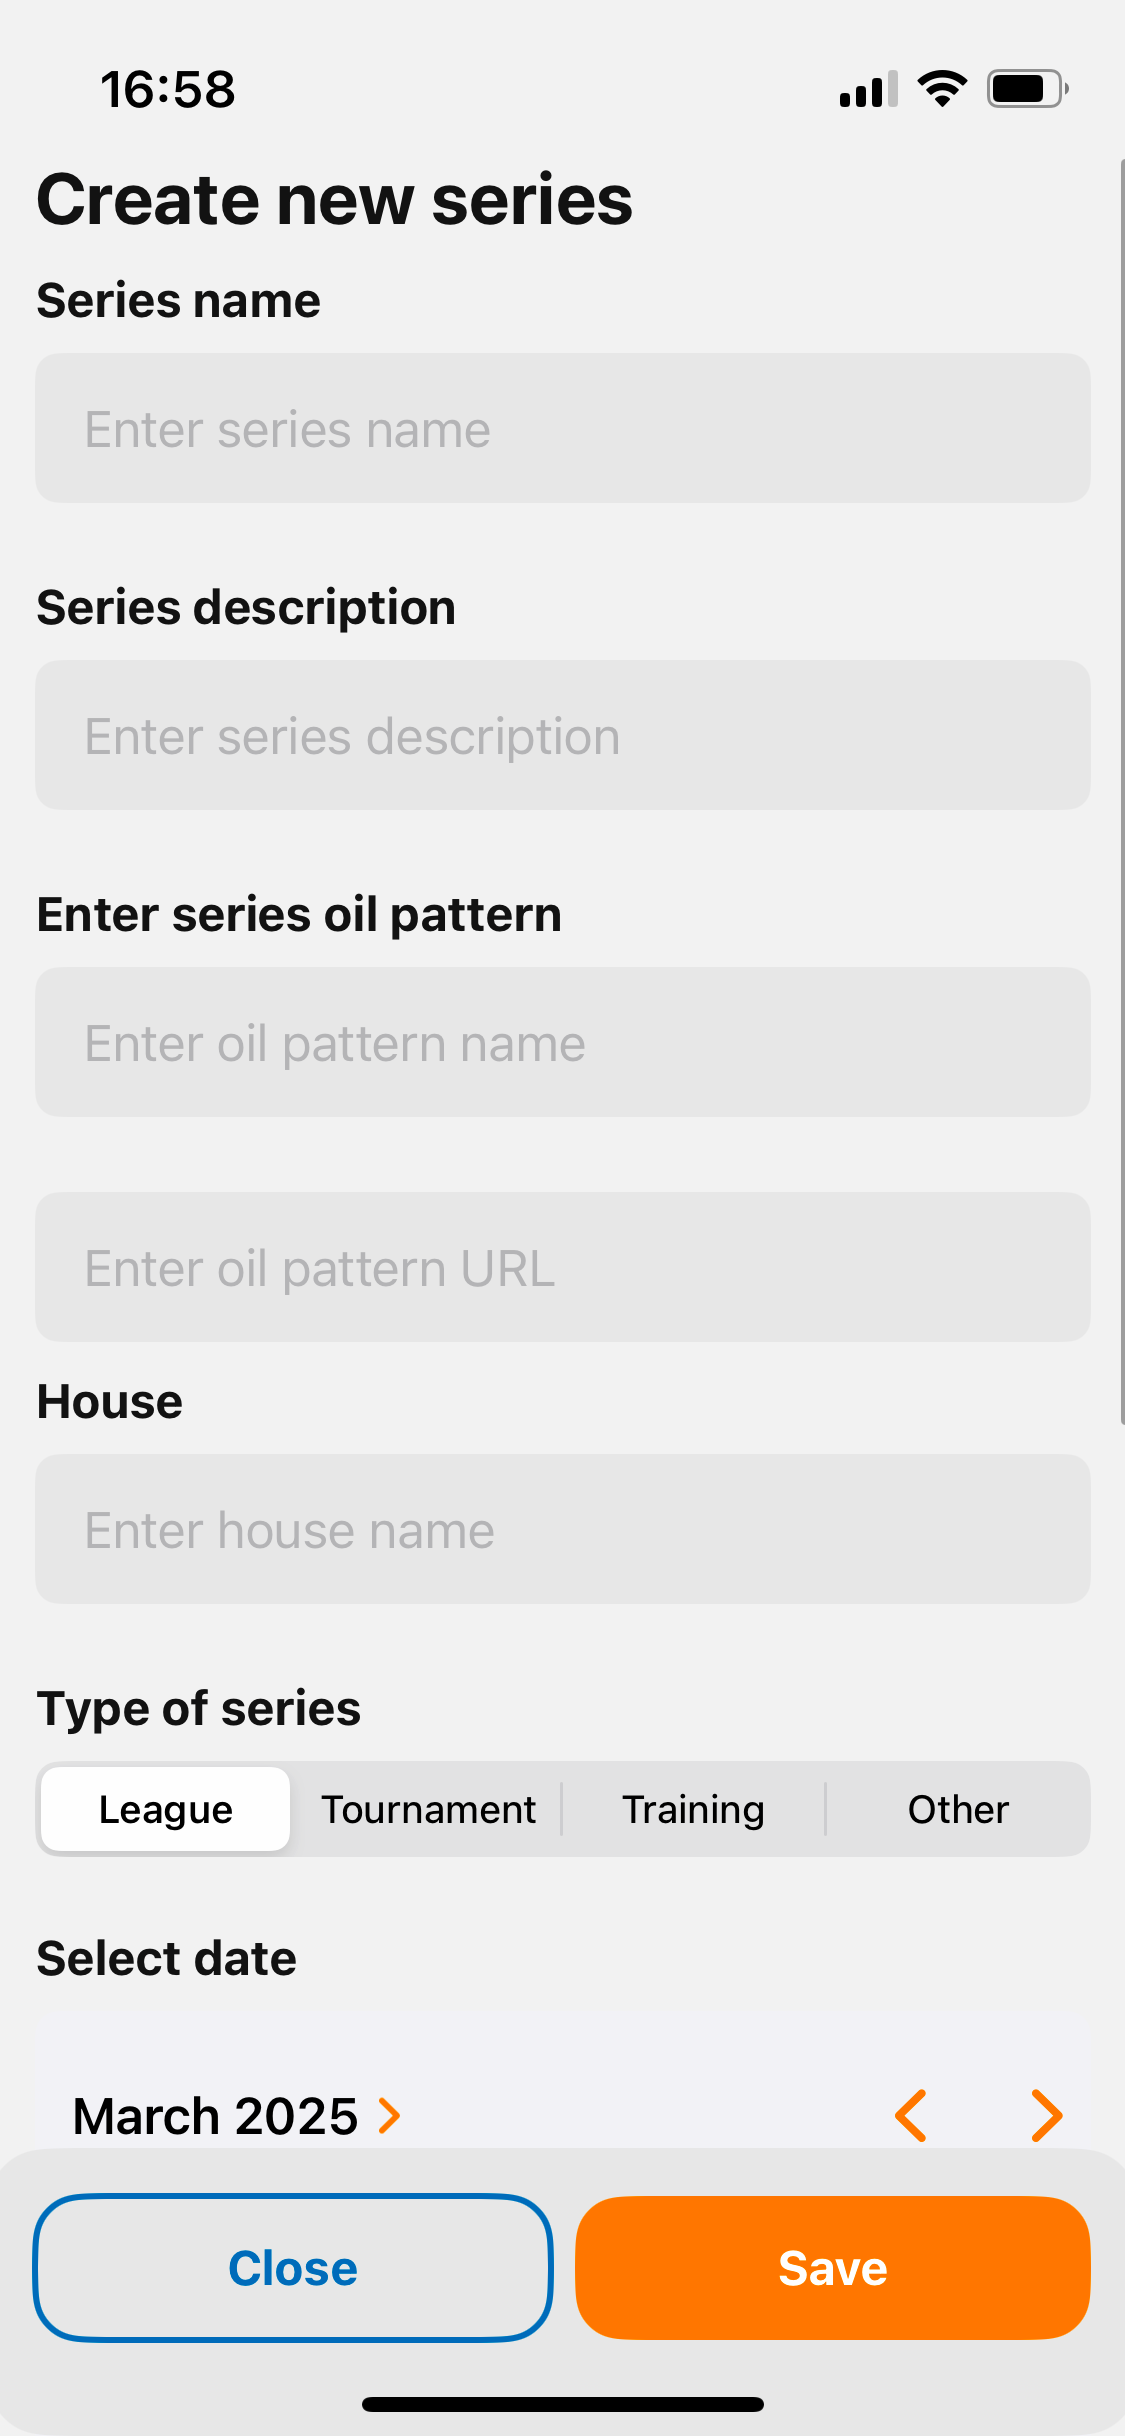 16:58
Create new series
Series name
Enter series name
Series description
Enter series description
Enter series oil pattern
Enter oil pattern name
Enter oil pattern URL
House
Enter house name
Type of series
League Tournament Training Other
Select date
March 2025
Close Save